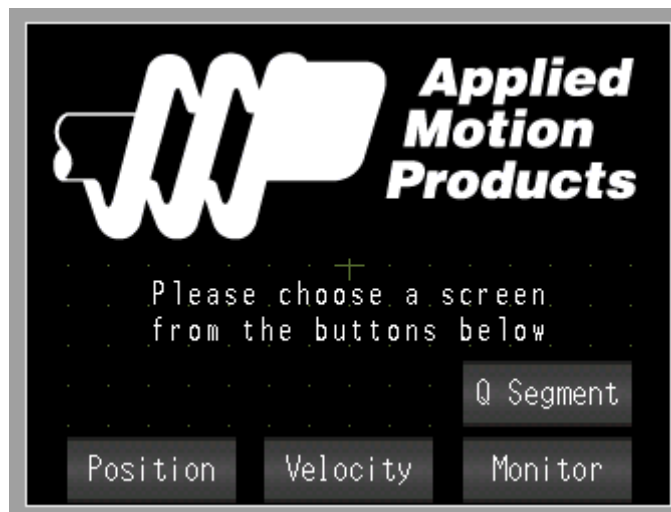 Applied
Motion
Products
Please choose a screen
from the buttons below
Q Segment
Position Velocity Monitor